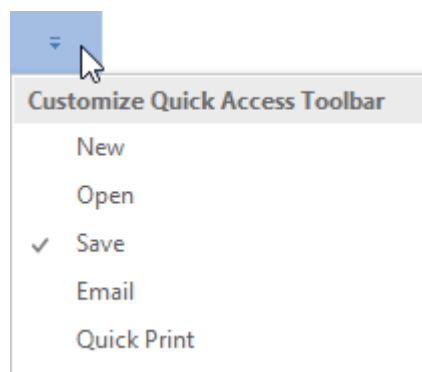 Customize Quick Access Toolbar
New
Open
Save
Email
Quick Print